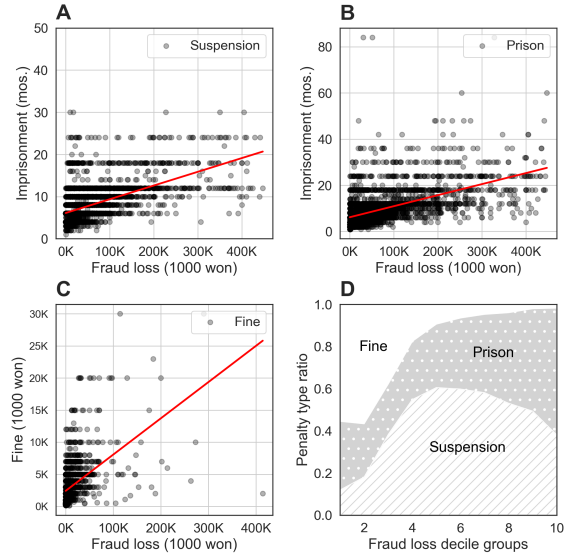 A
50
40
30
20
10
0
Imprisonment (mos.)
Suspension
0K 100K 200K 300K 400K
Fraud loss (1000 won)
B
80
60
40
20
0
Imprisonment (mos.)
Prison
0K 100K 200K 300K 400K
Fraud loss (1000 won)
C
30K
25K
20K
15K
10K
5K
0K
Fine (1000 won)
Fine
0K 100K 200K 300K 400K
Fraud loss (1000 won)
D
1.0
0.8
0.6
0.4
0.2
0.0
Penalty type ratio
Fine
Prison
Suspension
2 4 6 8 10
Fraud loss decile groups